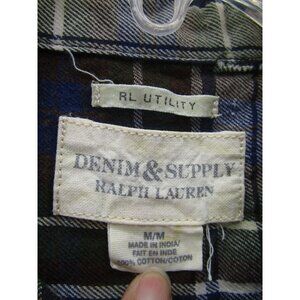 RL UTILITY
DENIM & SUPPLY
RALPH LAUREN
M/M
MADE IN INDIA/
FAIT EN INDE
100% COTTON/COTON